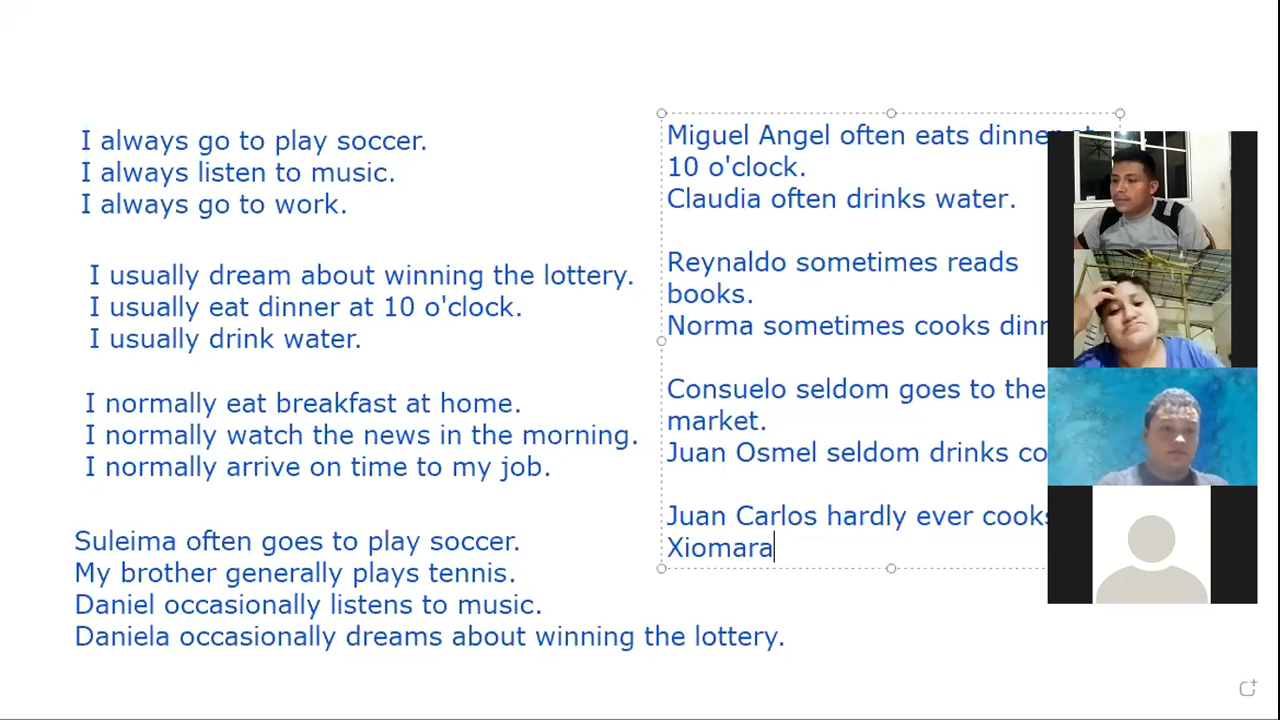 I always go to play soccer.
I always listen to music.
I always go to work.
I usually dream about winning the lottery.
I usually eat dinner at 10 o'clock.
I usually drink water.
I normally eat breakfast at home.
I normally watch the news in the morning.
I normally arrive on time to my job.
Suleima often goes to play soccer.
My brother generally plays tennis.
Daniel occasionally listens to music.
Daniela occasionally dreams about winning the lottery.
Miguel Angel often eats dinner at
10 o'clock.
Claudia often drinks water.
Reynaldo sometimes reads
books.
Norma sometimes cooks
Consuelo seldom goes to the
market.
Juan Osmel seldom drinks
Juan Carlos hardly ever cooks
Xiomara